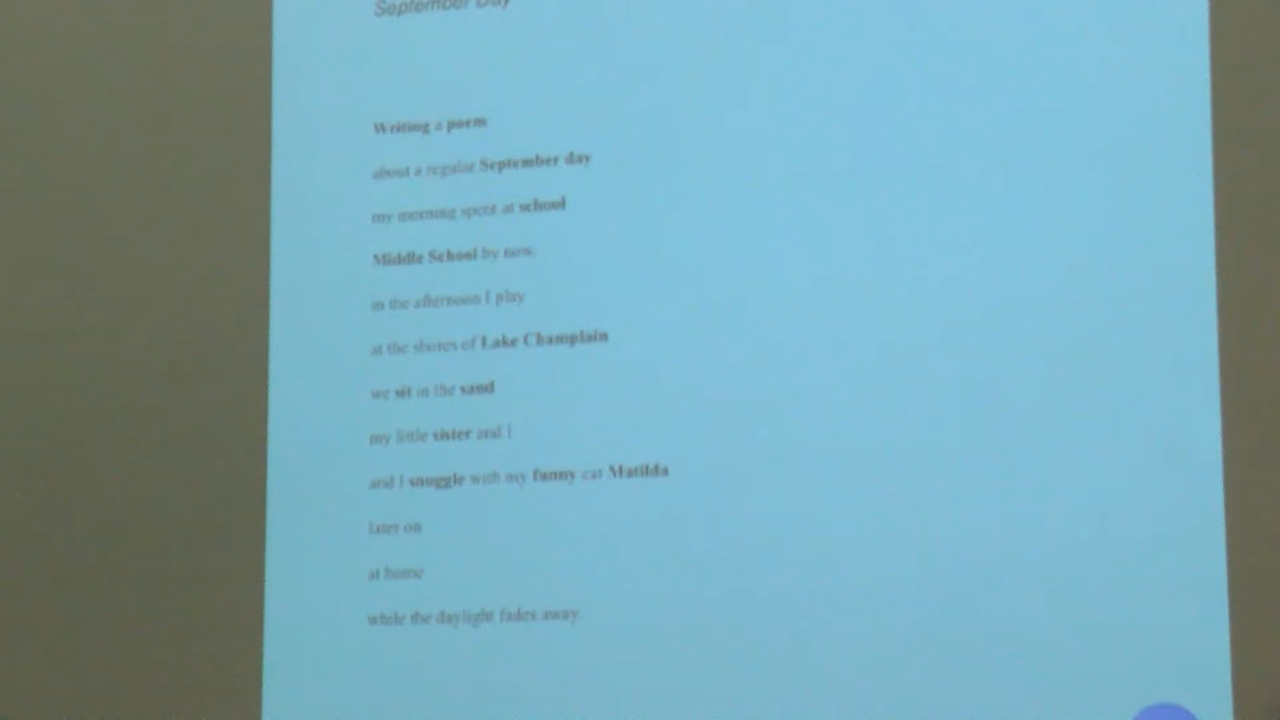 September Day
Writing a poem
about a regular September day
my morning spent at school
Middle School by now.
in the afternoon I play
at the shores of Lake Champlain
we sit in the sand
my little sister and I
and I snuggle with my funny cat Matilda
later on
at home
while the daylight fades away.